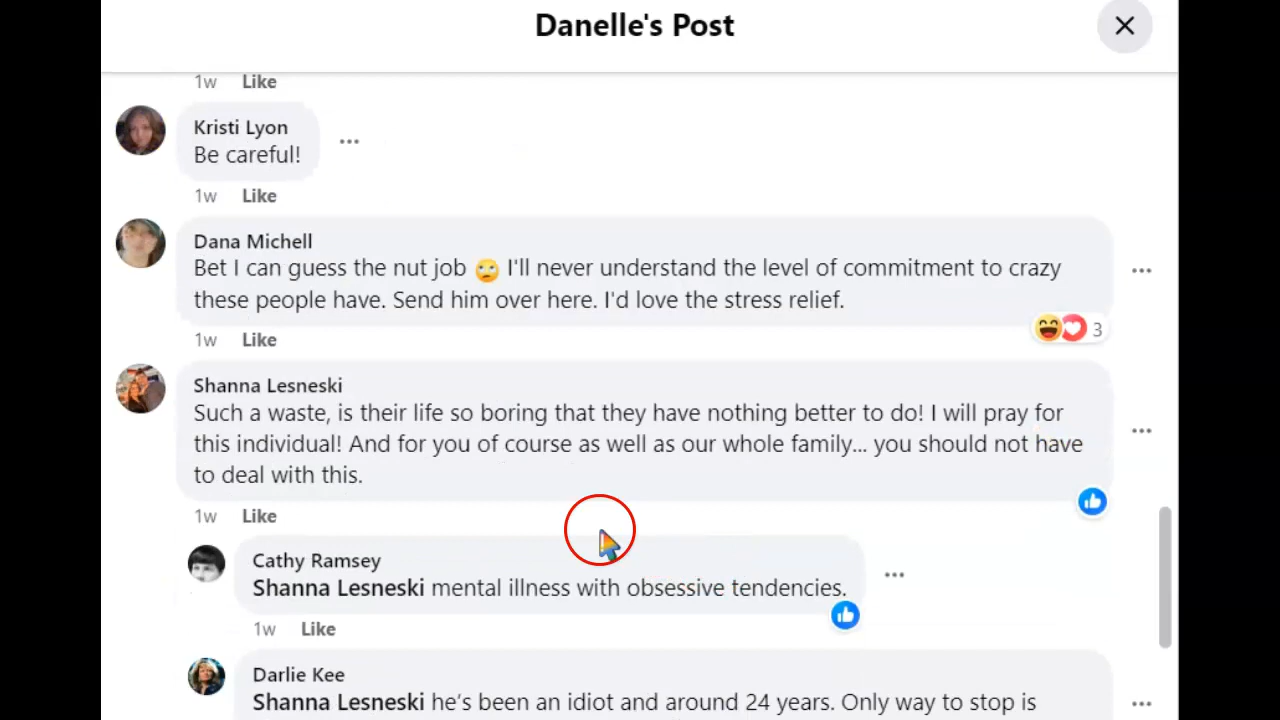 Danelle's Post
1w Like
Kristi Lyon
Be careful!
1w Like
Dana Michell
Bet I can guess the nut job 🙄 I'll never understand the level of commitment to crazy
these people have. Send him over here. I'd love the stress relief.
3
1w Like
Shanna Lesneski
Such a waste, is their life so boring that they have nothing better to do! I will pray for
this individual! And for you of course as well as our whole family... you should not have
to deal with this.
1w Like
Cathy Ramsey
Shanna Lesneski mental illness with obsessive tendencies.
1w Like
Darlie Kee
Shanna Lesneski he's been an idiot and around 24 years. Only way to stop is